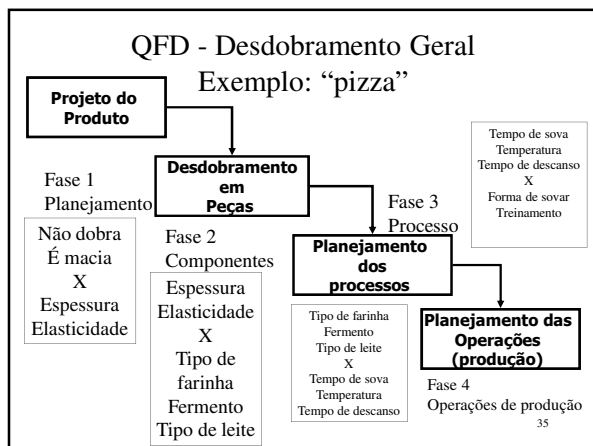 QFD - Desdobramento Geral
Exemplo: “pizza”
Projeto do
Produto
Fase 1
Planejamento
Não dobra
É macia
X
Espessura
Elasticidade
Desdobramento
em
Peças
Fase 2
Componentes
Espessura
Elasticidade
X
Tipo de
farinha
Fermento
Tipo de leite
Fase 3
Processo
Planejamento
dos
processos
Tipo de farinha
Fermento
Tipo de leite
X
Tempo de sova
Temperatura
Tempo de descanso
Tempo de sova
Temperatura
Tempo de descanso
X
Forma de sovar
Treinamento
Planejamento das
Operações
(produção)
Fase 4
Operações de produção
35